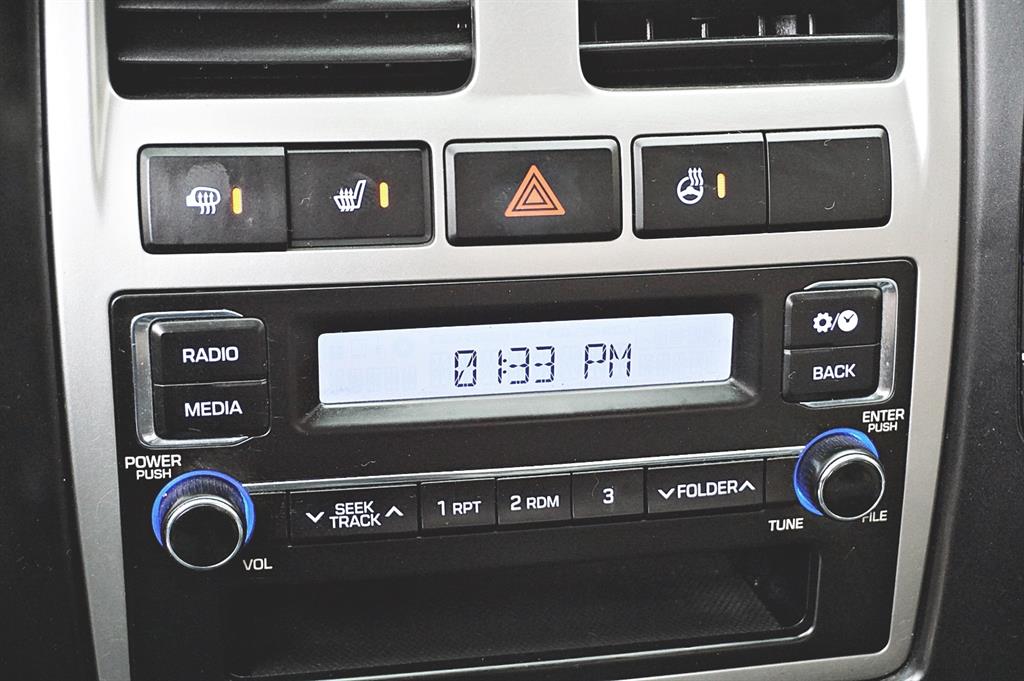 RADIO
01:33 PM
MEDIA
BACK
POWER
PUSH
ENTER
PUSH
SEEK
TRACK
1 RPT
2 RDM
3
FOLDER
VOL
TUNE
FILE